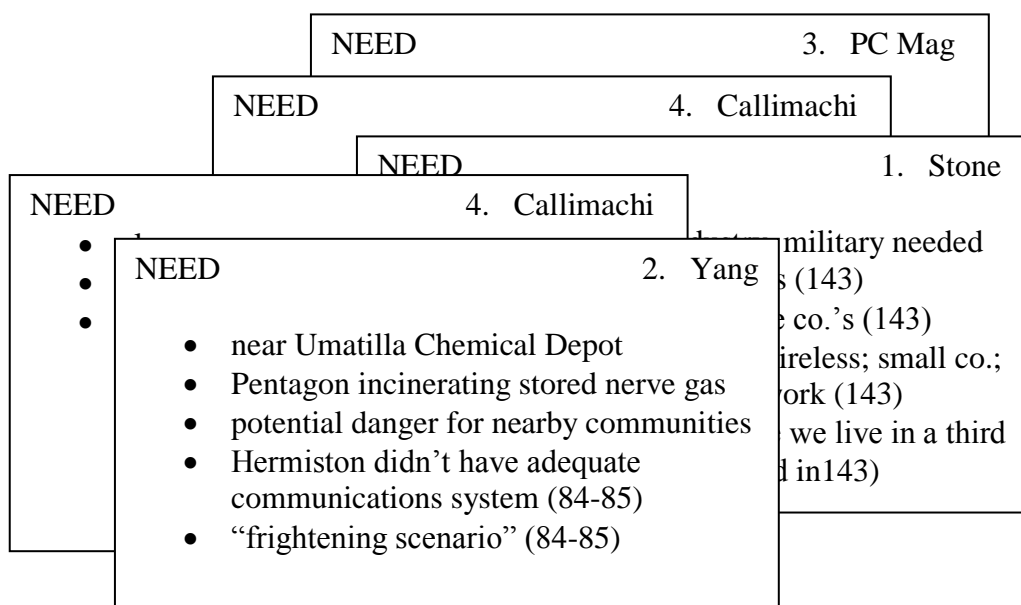 NEED 3. PC Mag
NEED 4. Callimachi
NEED 1. Stone
NEED 4. Callimachi
military needed
(143)
co.'s (143)
small co.;
(143)
we live in a third
in143)
NEED 2. Yang
• near Umatilla Chemical Depot
• Pentagon incinerating stored nerve gas
• potential danger for nearby communities
• Hermiston didn't have adequate
communications system (84-85)
• “frightening scenario” (84-85)